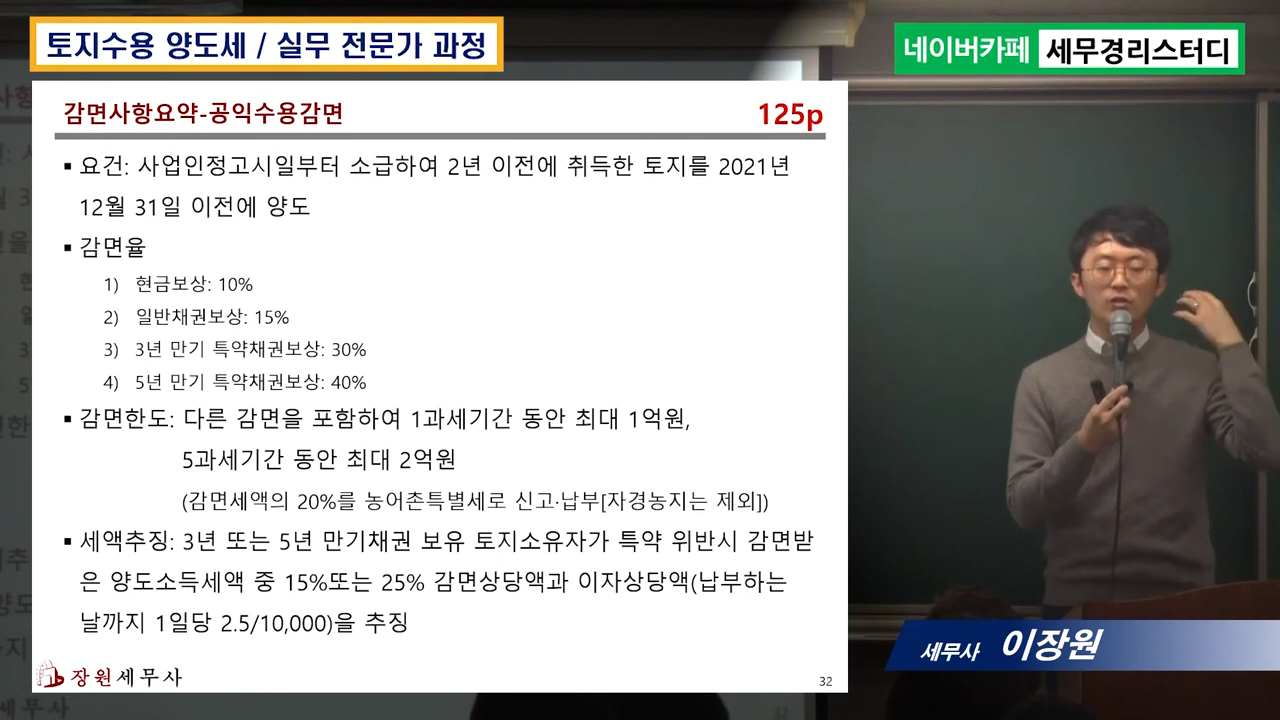 토지수용 양도세 / 실무 전문가 과정
네이버카페 세무경리스터디
감면사항요약-공익수용감면
125p
▪ 요건: 사업인정고시일부터 소급하여 2년 이전에 취득한 토지를 2021년
12월 31일 이전에 양도
▪ 감면율
1) 현금보상: 10%
2) 일반채권보상: 15%
3) 3년 만기 특약채권보상: 30%
4) 5년 만기 특약채권보상: 40%
▪ 감면한도: 다른 감면을 포함하여 1과세기간 동안 최대 1억원,
5과세기간 동안 최대 2억원
(감면세액의 20%를 농어촌특별세로 신고·납부[자경농지는 제외])
▪ 세액추징: 3년 또는 5년 만기채권 보유 토지소유자가 특약 위반시 감면받
은 양도소득세액 중 15%또는 25% 감면상당액과 이자상당액(납부하는
날까지 1일당 2.5/10,000)을 추징
장원세무사
32
세무사 이장원